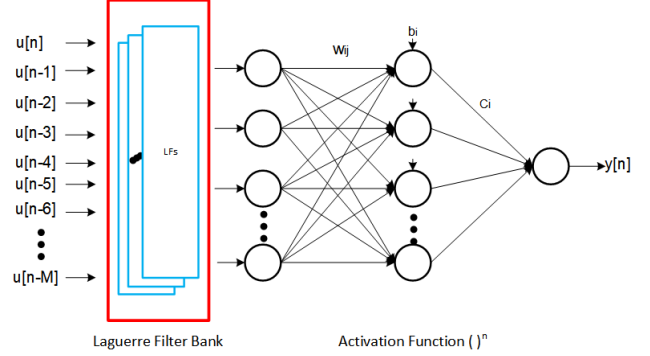 u[n]
u[n-1]
u[n-2]
u[n-3]
u[n-4]
u[n-5]
u[n-6]
u[n-M]
LFs
Wij
bi
Ci
y[n]
Laguerre Filter Bank
Activation Function ( )ⁿ